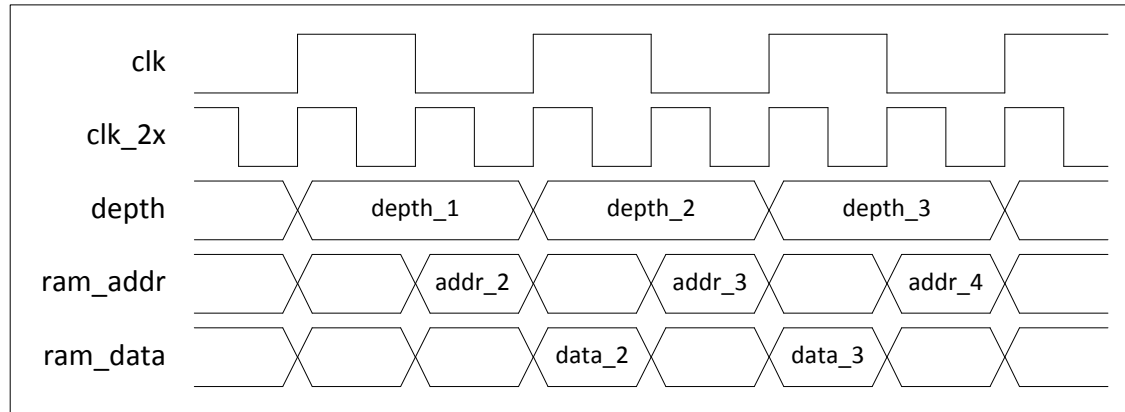 clk
clk_2x
depth depth_1 depth_2 depth_3
ram_addr addr_2 addr_3 addr_4
ram_data data_2 data_3